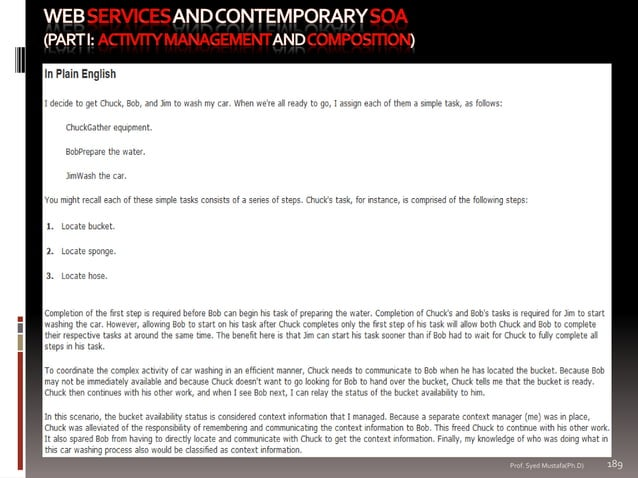 WEB SERVICES AND CONTEMPORARY SOA
(PART I: ACTIVITY MANAGEMENT AND COMPOSITION)
In Plain English
I decide to get Chuck, Bob, and Jim to wash my car. When we're all ready to go, I assign each of them a simple task, as follows:
ChuckGather equipment.
BobPrepare the water.
JimWash the car.
You might recall each of these simple tasks consists of a series of steps. Chuck's task, for instance, is comprised of the following steps:
1. Locate bucket.
2. Locate sponge.
3. Locate hose.
Completion of the first step is required before Bob can begin his task of preparing the water. Completion of Chuck's and Bob's tasks is required for Jim to start
washing the car. However, allowing Bob to start on his task after Chuck completes only the first step of his task will allow both Chuck and Bob to complete
their respective tasks at around the same time. The benefit here is that Jim can start his task sooner than if Bob had to wait for Chuck to fully complete all
steps in his task.
To coordinate the complex activity of car washing in an efficient manner, Chuck needs to communicate to Bob when he has located the bucket. Because Bob
may not be immediately available and because Chuck doesn't want to go looking for Bob to hand over the bucket, Chuck tells me that the bucket is ready.
Chuck then continues with his other work, and when I see Bob next, I can relay the status of the bucket availability to him.
In this scenario, the bucket availability status is considered context information that I managed. Because a separate context manager (me) was in place,
Chuck was alleviated of the responsibility of remembering and communicating the context information to Bob. This freed Chuck to continue with his other work.
It also spared Bob from having to directly locate and communicate with Chuck to get the context information. Finally, my knowledge of who was doing what in
this car washing process also would be classified as context information.
Prof. Syed Mustafa(Ph.D) 189